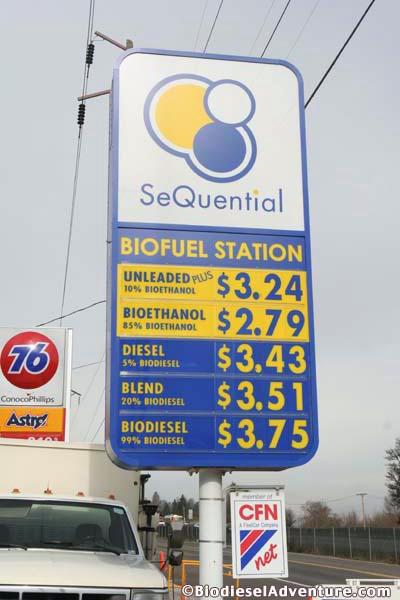 SeQuential
BIOFUEL STATION
UNLEADED PLUS $3.24
10% BIOETHANOL
BIOETHANOL $2.79
85% BIOETHANOL
DIESEL $3.43
5% BIODIESEL
BLEND $3.51
20% BIODIESEL
BIODIESEL $3.75
99% BIODIESEL
76
ConocoPhillips
Astro
member of
CFN
A FleetCor Company
net
©BiodieselAdventure.com